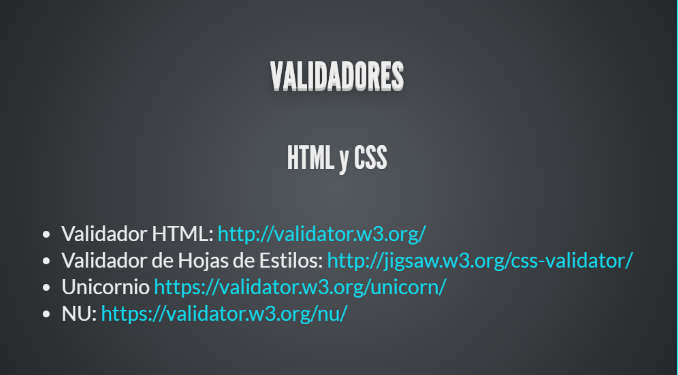 VALIDADORES
HTML y CSS
• Validador HTML: http://validator.w3.org/
• Validador de Hojas de Estilos: http://jigsaw.w3.org/css-validator/
• Unicornio https://validator.w3.org/unicorn/
• NU: https://validator.w3.org/nu/